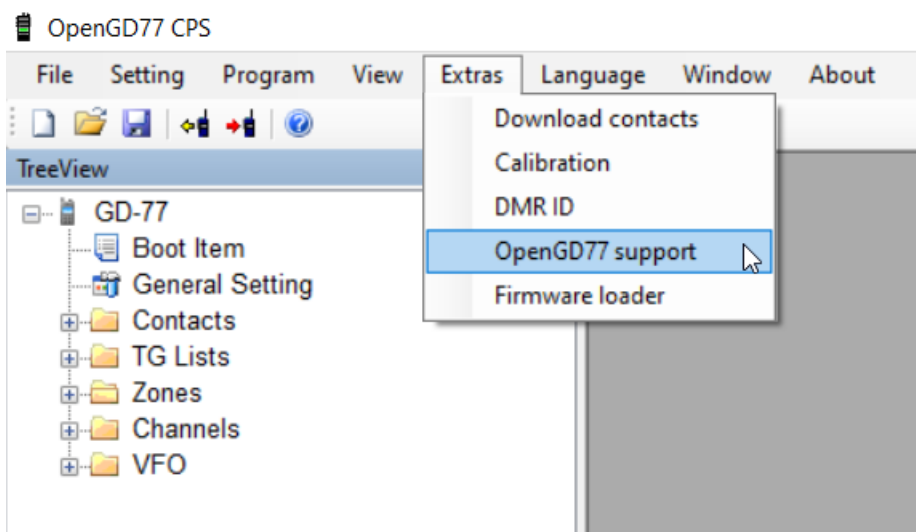 OpenGD77 CPS
File Setting Program View Extras Language Window About
Download contacts
Calibration
DMR ID
OpenGD77 support
Firmware loader
TreeView
GD-77
Boot Item
General Setting
Contacts
TG Lists
Zones
Channels
VFO